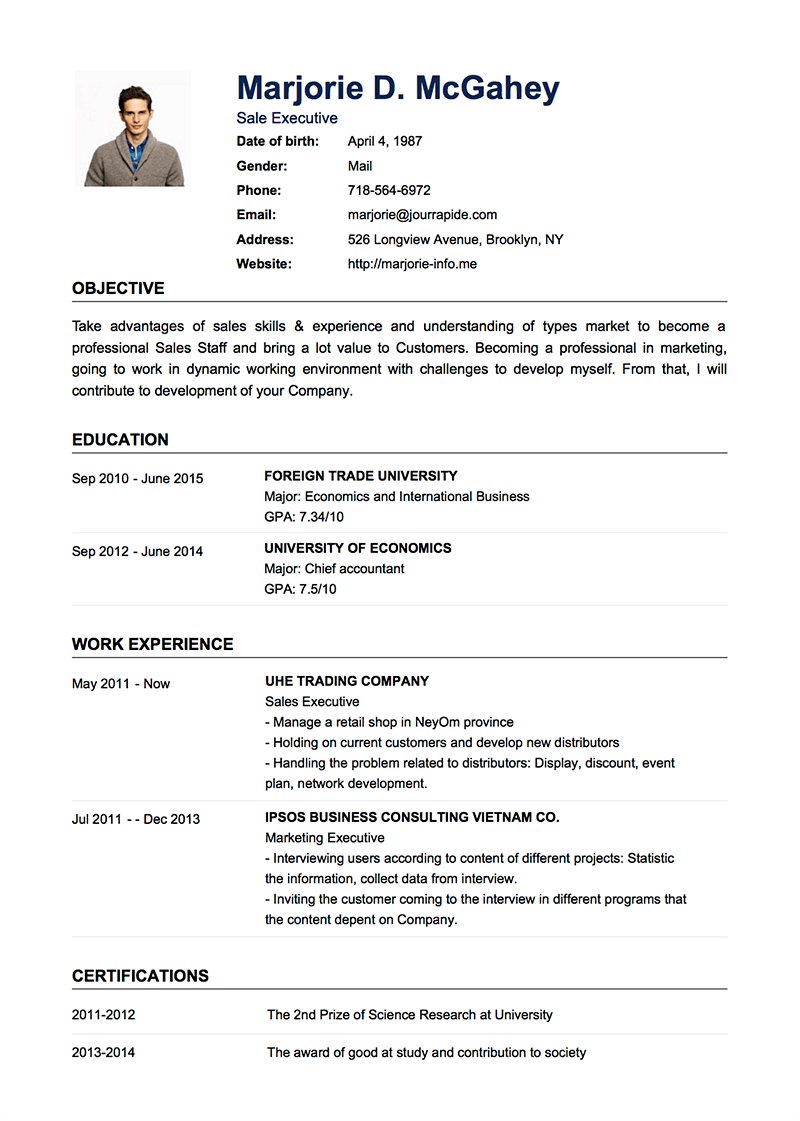 Marjorie D. McGahey
Sale Executive
Date of birth: April 4, 1987
Gender: Mail
Phone: 718-564-6972
Email: marjorie@jourrapide.com
Address: 526 Longview Avenue, Brooklyn, NY
Website: http://marjorie-info.me
OBJECTIVE
Take advantages of sales skills & experience and understanding of types market to become a
professional Sales Staff and bring a lot value to Customers. Becoming a professional in marketing,
going to work in dynamic working environment with challenges to develop myself. From that, I will
contribute to development of your Company.
EDUCATION
Sep 2010 - June 2015 FOREIGN TRADE UNIVERSITY
Major: Economics and International Business
GPA: 7.34/10
Sep 2012 - June 2014 UNIVERSITY OF ECONOMICS
Major: Chief accountant
GPA: 7.5/10
WORK EXPERIENCE
May 2011 - Now UHE TRADING COMPANY
Sales Executive
- Manage a retail shop in NeyOm province
- Holding on current customers and develop new distributors
- Handling the problem related to distributors: Display, discount, event
plan, network development.
Jul 2011 - - Dec 2013 IPSOS BUSINESS CONSULTING VIETNAM CO.
Marketing Executive
- Interviewing users according to content of different projects: Statistic
the information, collect data from interview.
- Inviting the customer coming to the interview in different programs that
the content depent on Company.
CERTIFICATIONS
2011-2012 The 2nd Prize of Science Research at University
2013-2014 The award of good at study and contribution to society